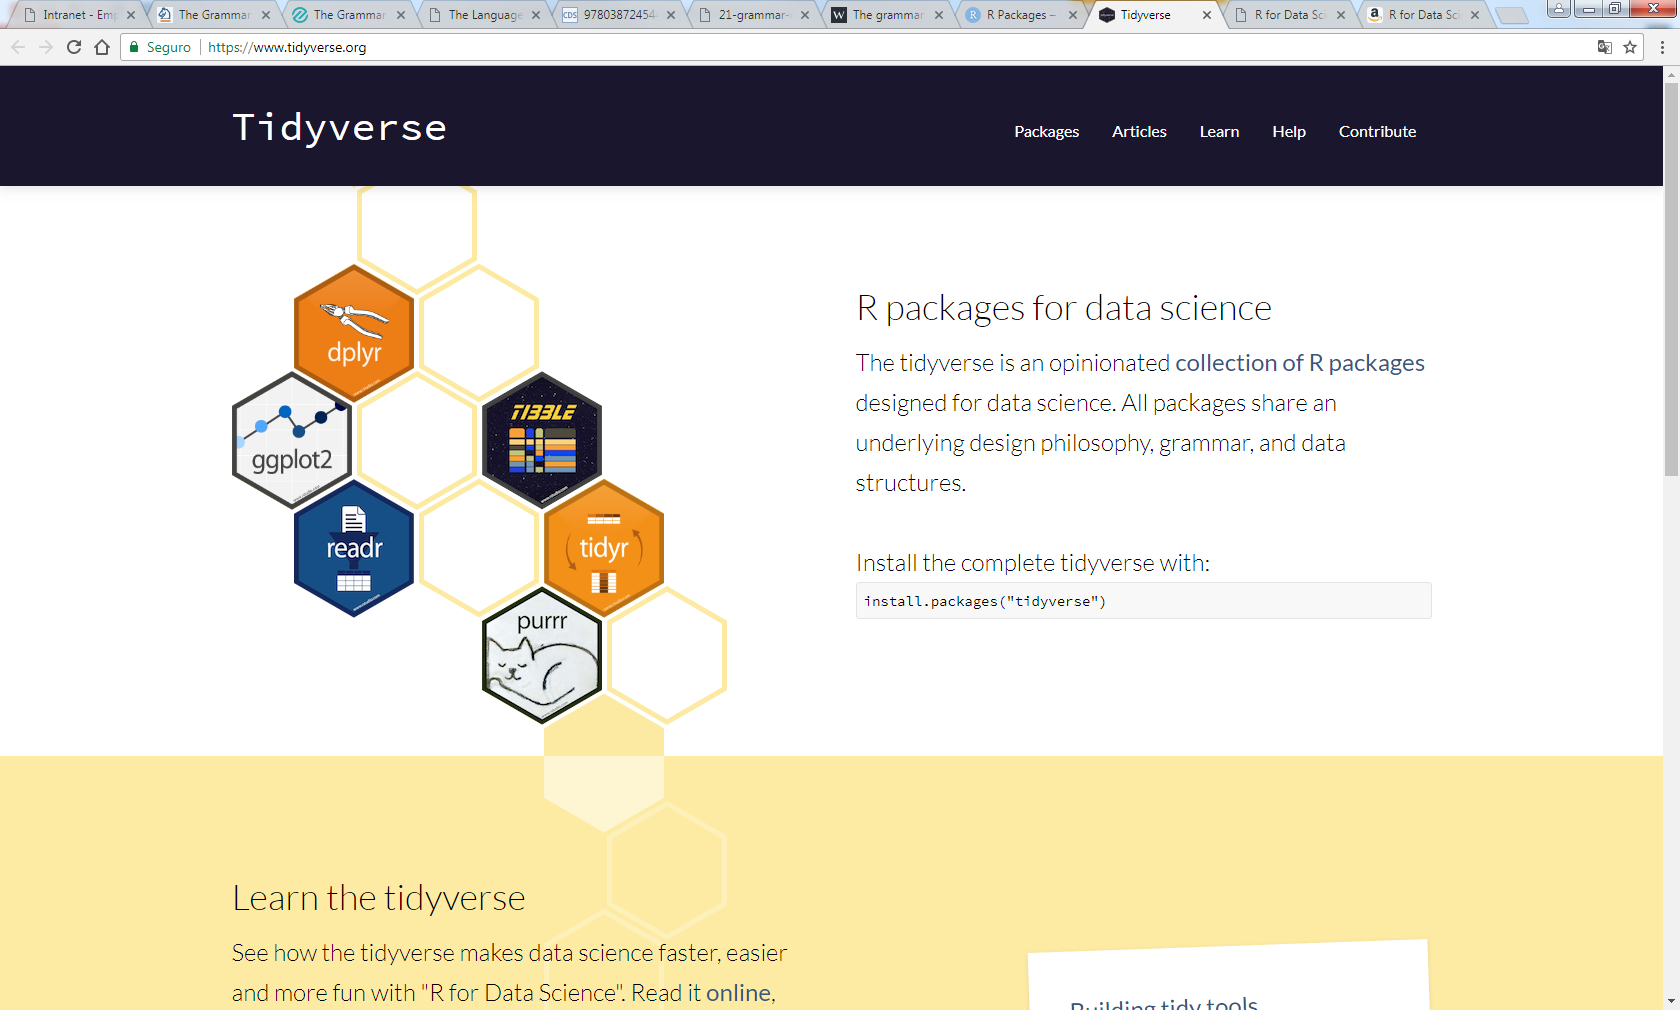 Intranet - Emp
The Grammar
The Grammar
The Language
CDS 9780387245
21-grammar-
W The grammar
R R Packages –
Tidyverse
R for Data Sci
a R for Data Sci
Seguro https://www.tidyverse.org
Tidyverse
Packages Articles Learn Help Contribute
dplyr
ggplot2
TIBBLE
readr
tidyr
purrr
R packages for data science
The tidyverse is an opinionated collection of R packages
designed for data science. All packages share an
underlying design philosophy, grammar, and data
structures.
Install the complete tidyverse with:
install.packages("tidyverse")
Learn the tidyverse
See how the tidyverse makes data science faster, easier
and more fun with "R for Data Science". Read it online,
Building tidy tools